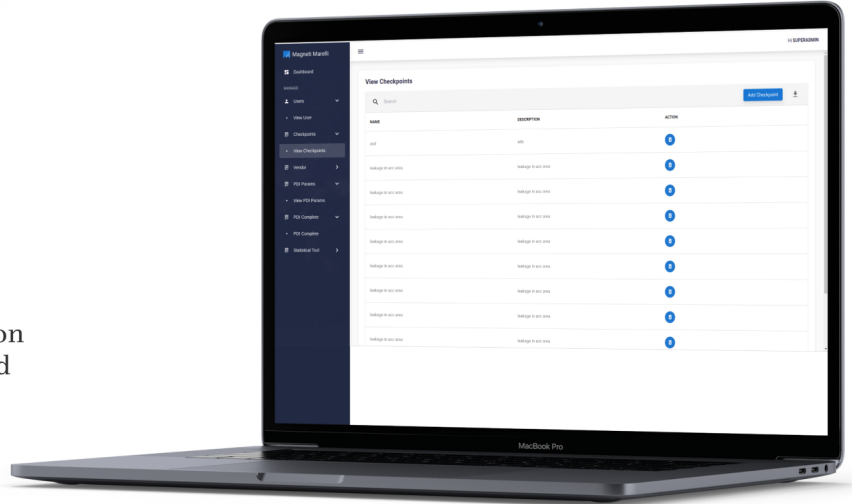 Hi SUPERADMIN
Magneti Marelli
Dashboard
MANAGE
Users
View User
Checkpoints
View Checkpoints
Vendor
PDI Params
View PDI Params
PDI Complete
PDI Complete
Statistical Tool
View Checkpoints
Search
Add Checkpoint
NAME DESCRIPTION ACTION
leakage in acc area leakage in acc area
leakage in acc area leakage in acc area
leakage in acc area leakage in acc area
leakage in acc area leakage in acc area
leakage in acc area leakage in acc area
leakage in acc area leakage in acc area
leakage in acc area leakage in acc area
leakage in acc area leakage in acc area
on
d
MacBook Pro